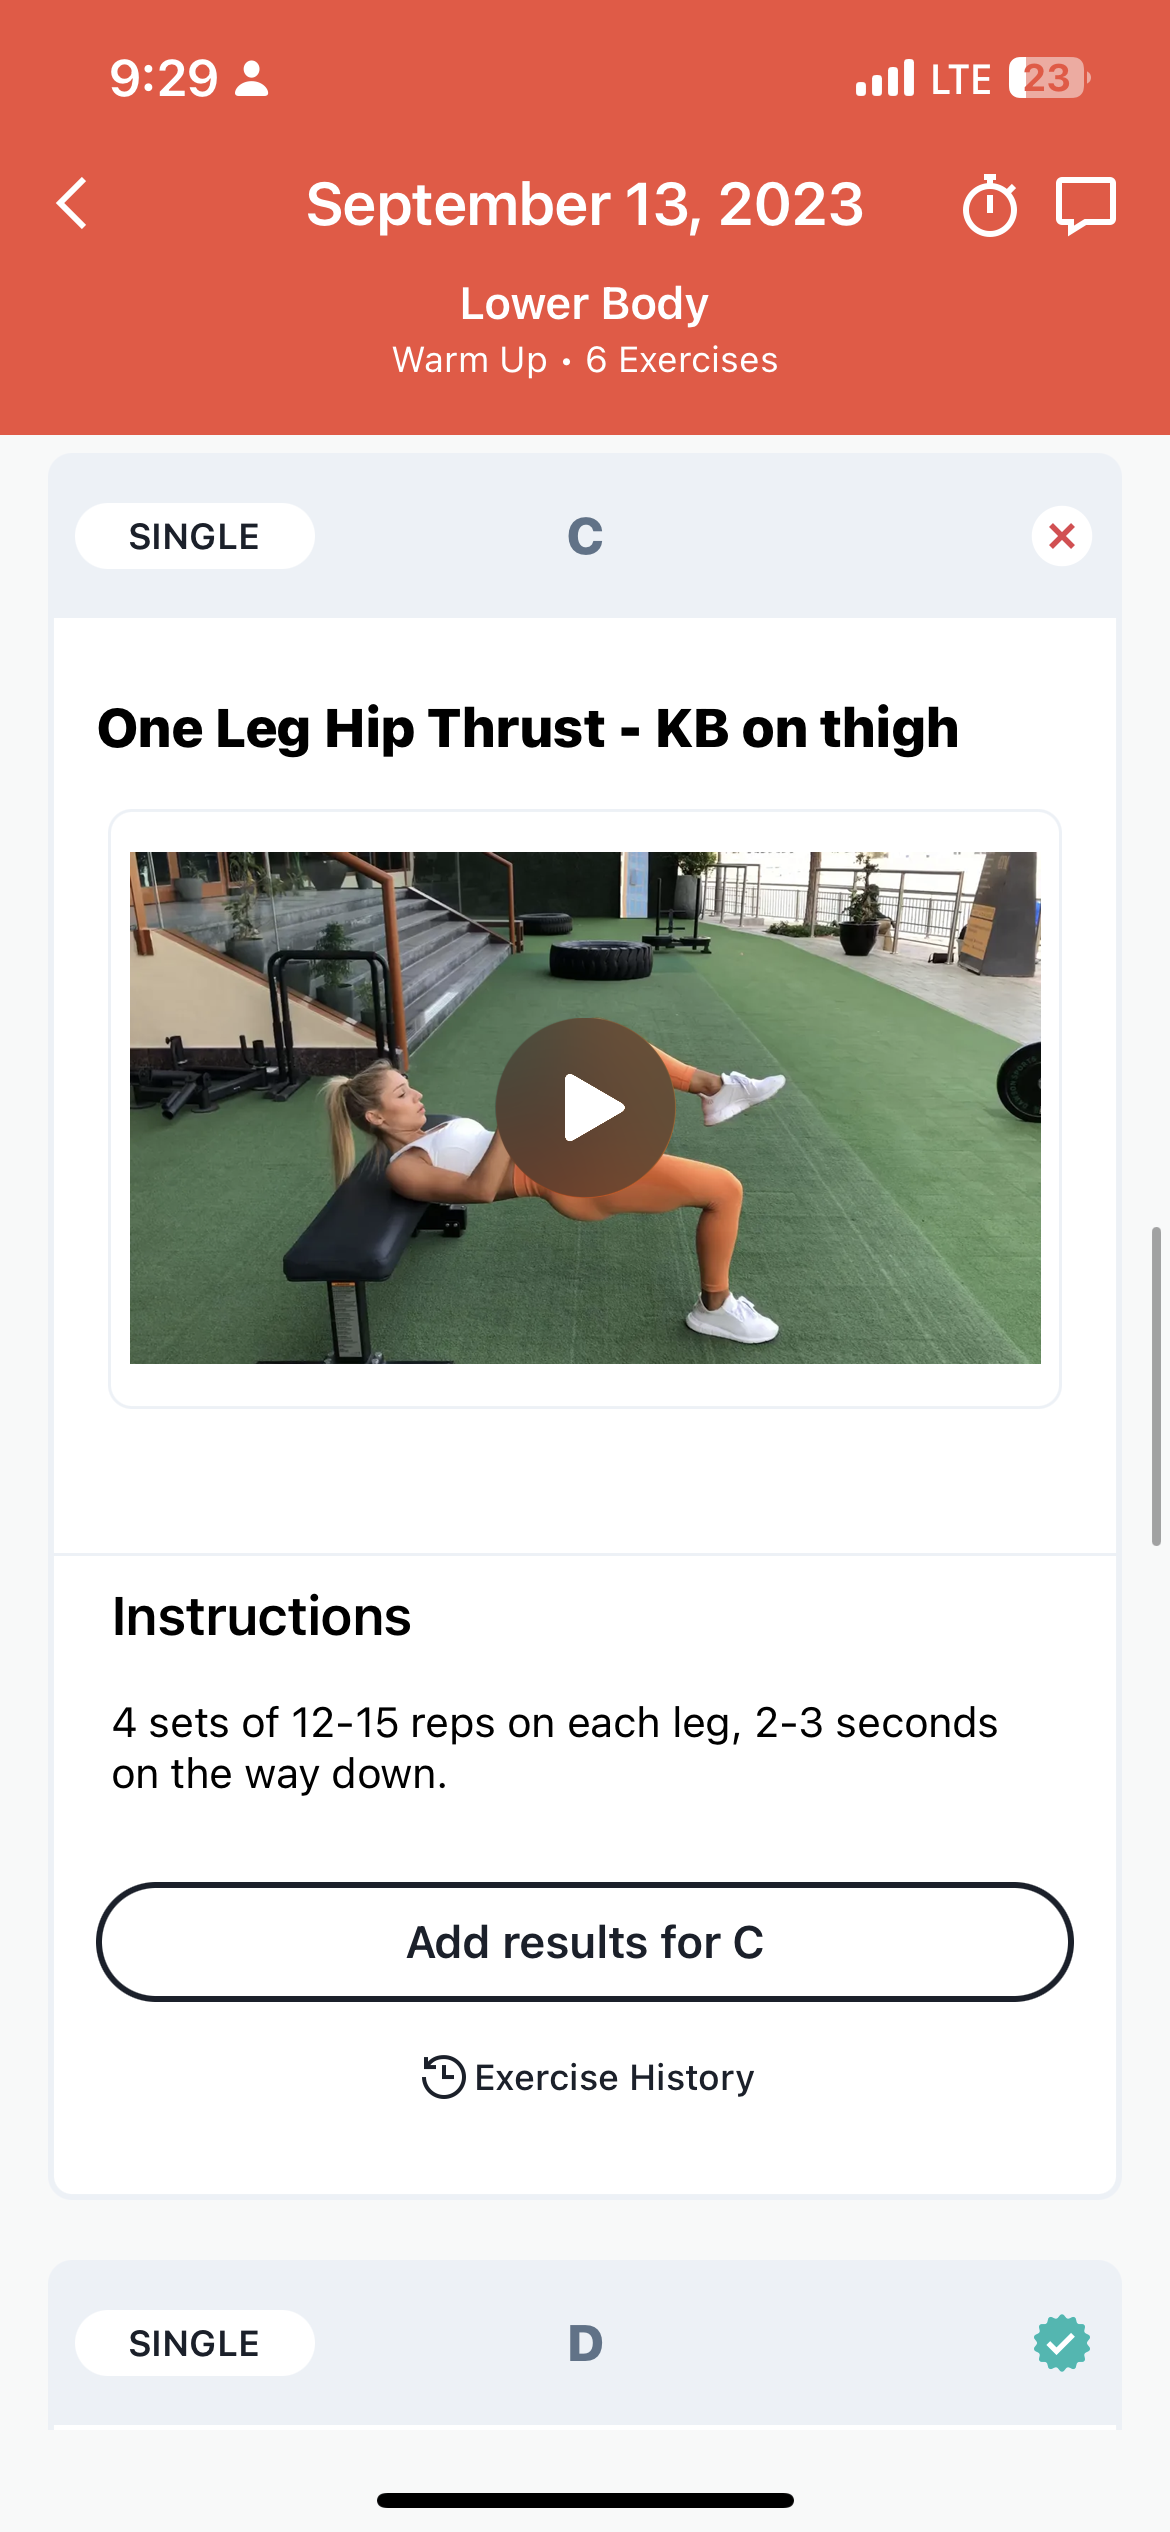 9:29
LTE 23
September 13, 2023
Lower Body
Warm Up • 6 Exercises
SINGLE
C
One Leg Hip Thrust - KB on thigh
Instructions
4 sets of 12-15 reps on each leg, 2-3 seconds
on the way down.
Add results for C
Exercise History
SINGLE
D